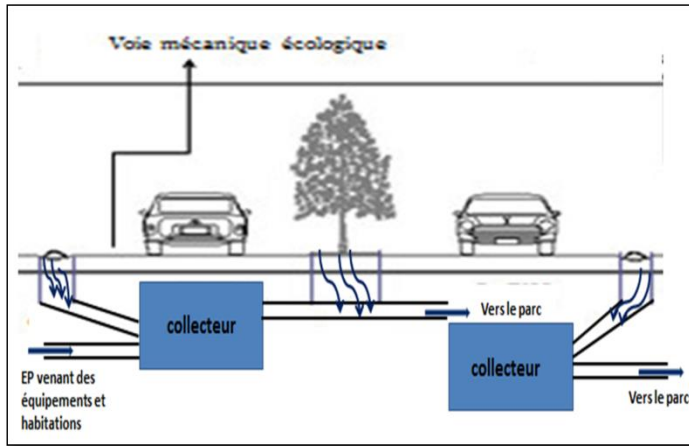 Voie mécanique écologique
collecteur
Vers le parc
collecteur
EP venant des
équipements et
habitations
Vers le parc